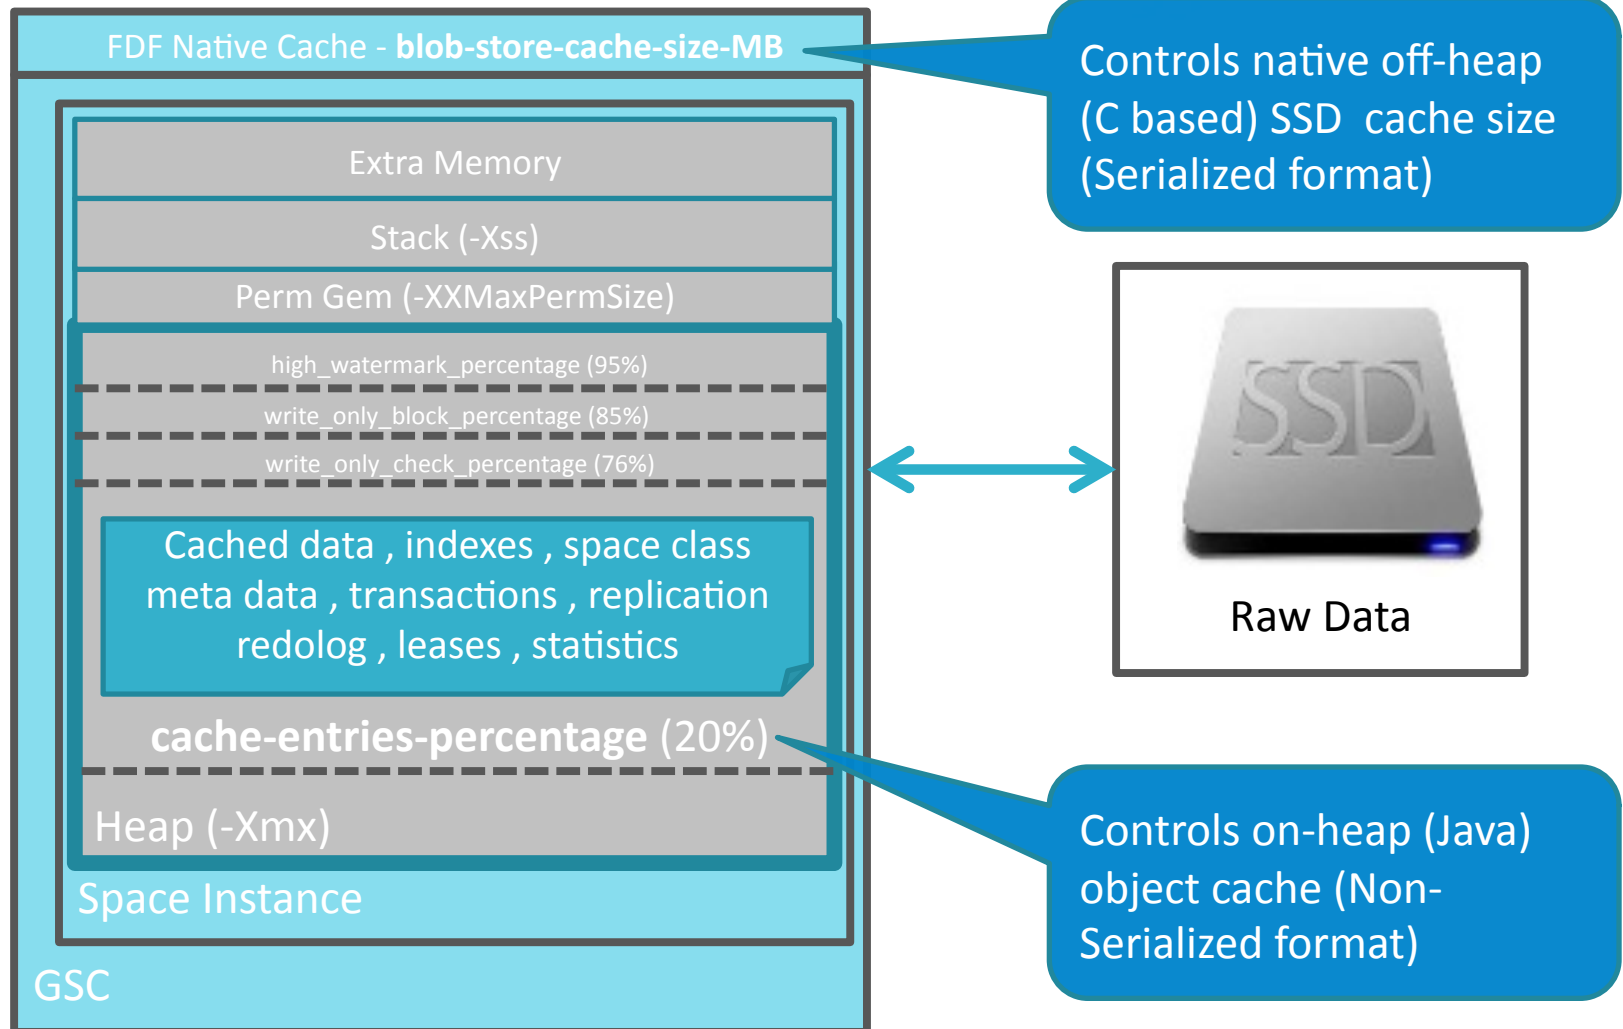 FDF Native Cache - blob-store-cache-size-MB
Controls native off-heap
(C based) SSD cache size
(Serialized format)
Extra Memory
Stack (-Xss)
Perm Gem (-XXMaxPermSize)
high_watermark_percentage (95%)
write_only_block_percentage (85%)
write_only_check_percentage (76%)
SSD
Raw Data
Cached data , indexes , space class
meta data , transactions , replication
redolog , leases , statistics
cache-entries-percentage (20%)
Heap (-Xmx)
Controls on-heap (Java)
object cache (Non-
Serialized format)
Space Instance
GSC